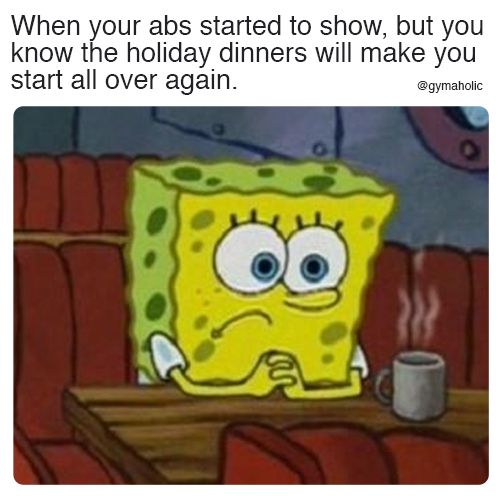 When your abs started to show, but you
know the holiday dinners will make you
start all over again.
@gymaholic